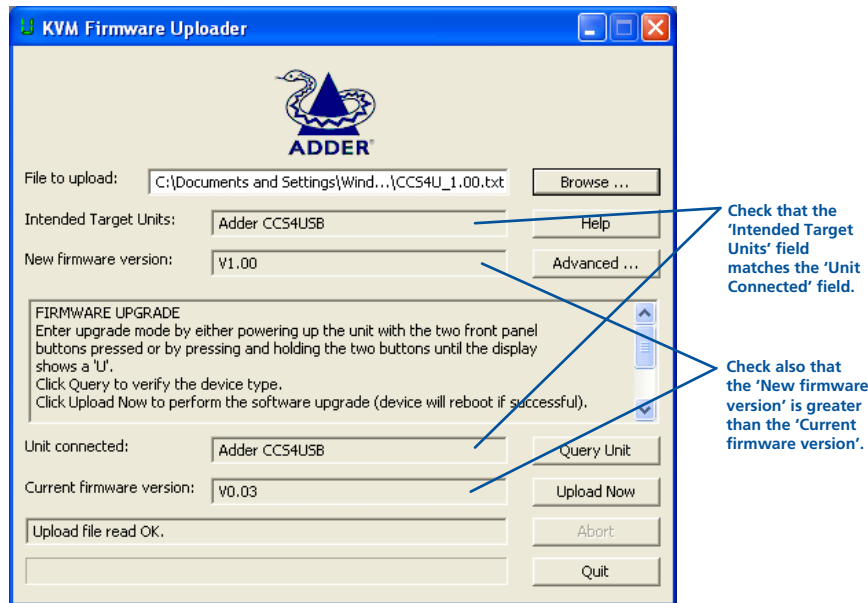 KVM Firmware Uploader
ADDER®
File to upload:
C:\Documents and Settings\Wind...\CCS4U_1.00.txt
Browse ...
Intended Target Units:
Adder CCS4USB
Help
New firmware version:
V1.00
Advanced ...
FIRMWARE UPGRADE
Enter upgrade mode by either powering up the unit with the two front panel
buttons pressed or by pressing and holding the two buttons until the display
shows a 'U'.
Click Query to verify the device type.
Click Upload Now to perform the software upgrade (device will reboot if successful).
Unit connected:
Adder CCS4USB
Query Unit
Current firmware version:
V0.03
Upload Now
Upload file read OK.
Abort
Quit
Check that the
‘Intended Target
Units’ field
matches the ‘Unit
Connected’ field.
Check also that
the ‘New firmware
version’ is greater
than the ‘Current
firmware version’.